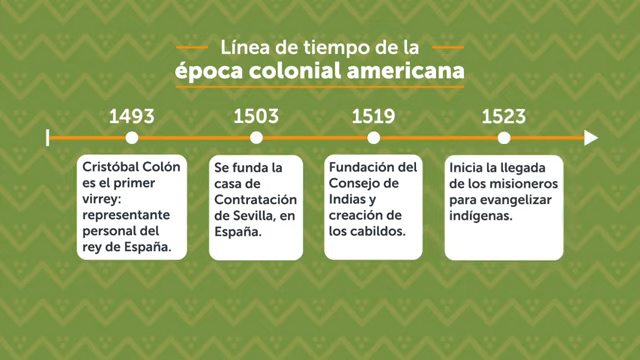 Línea de tiempo de la
época colonial americana
1493
1503
1519
1523
Cristóbal Colón
es el primer
virrey:
representante
personal del
rey de España.
Se funda la
casa de
Contratación
de Sevilla, en
España.
Fundación del
Consejo de
Indias y
creación de
los cabildos.
Inicia la llegada
de los misioneros
para evangelizar
indígenas.